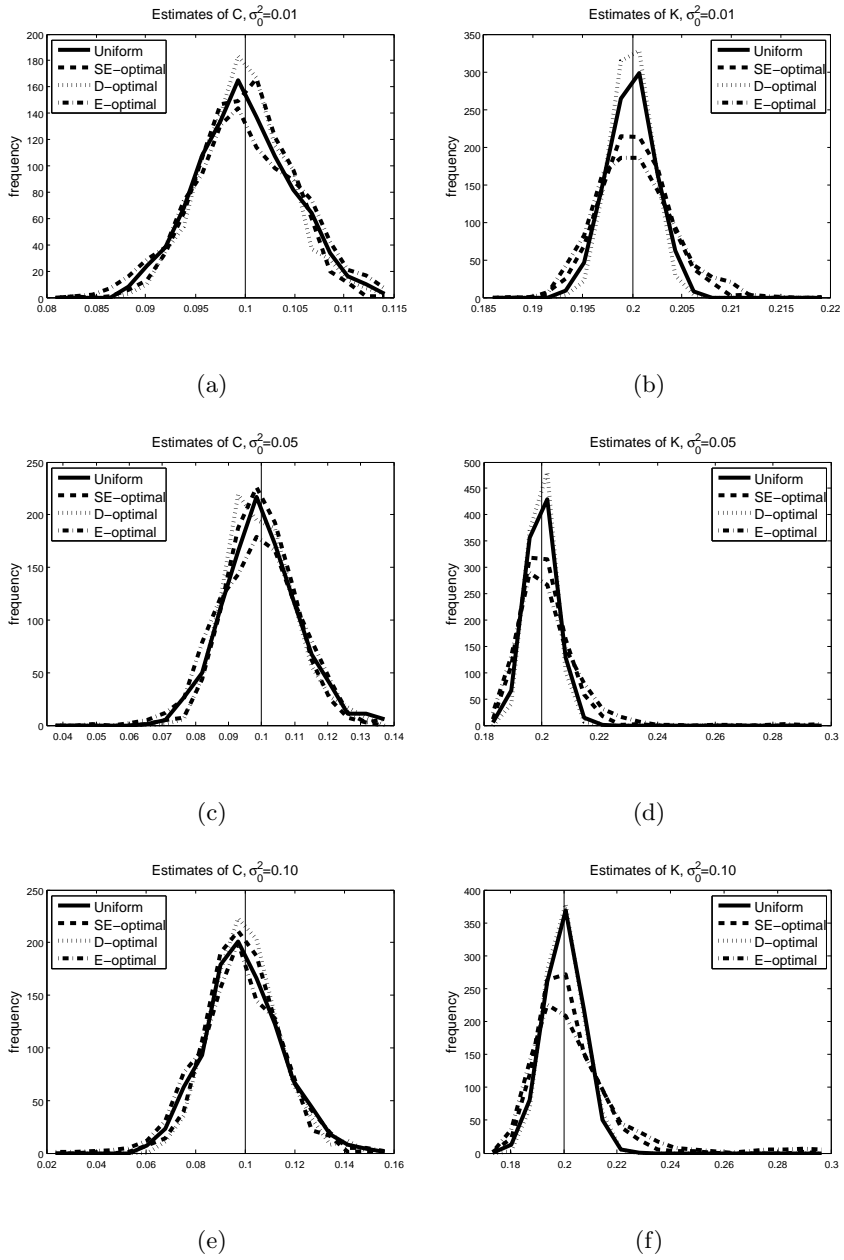 Estimates of C, σ₀²=0.01
200
180
160
140
120
100
80
60
40
20
0
frequency
Uniform
SE-optimal
D-optimal
E-optimal
0.08 0.085 0.09 0.095 0.1 0.105 0.11 0.115
(a)
Estimates of K, σ₀²=0.01
350
300
250
200
150
100
50
0
frequency
Uniform
SE-optimal
D-optimal
E-optimal
0.185 0.19 0.195 0.2 0.205 0.21 0.215 0.22
(b)
Estimates of C, σ₀²=0.05
250
200
150
100
50
0
frequency
Uniform
SE-optimal
D-optimal
E-optimal
0.04 0.05 0.06 0.07 0.08 0.09 0.1 0.11 0.12 0.13 0.14
(c)
Estimates of K, σ₀²=0.05
500
450
400
350
300
250
200
150
100
50
0
frequency
Uniform
SE-optimal
D-optimal
E-optimal
0.18 0.2 0.22 0.24 0.26 0.28 0.3
(d)
Estimates of C, σ₀²=0.10
250
200
150
100
50
0
frequency
Uniform
SE-optimal
D-optimal
E-optimal
0.02 0.04 0.06 0.08 0.1 0.12 0.14 0.16
(e)
Estimates of K, σ₀²=0.10
500
450
400
350
300
250
200
150
100
50
0
frequency
Uniform
SE-optimal
D-optimal
E-optimal
0.18 0.2 0.22 0.24 0.26 0.28 0.3
(f)